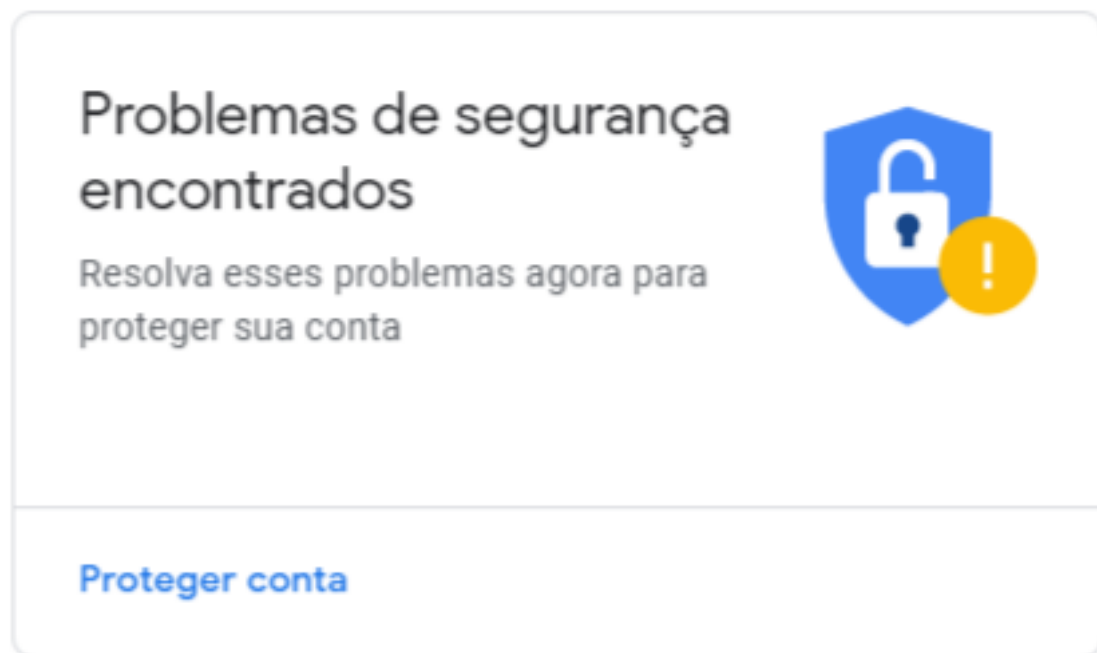 Problemas de segurança
encontrados
Resolva esses problemas agora para
proteger sua conta
Proteger conta